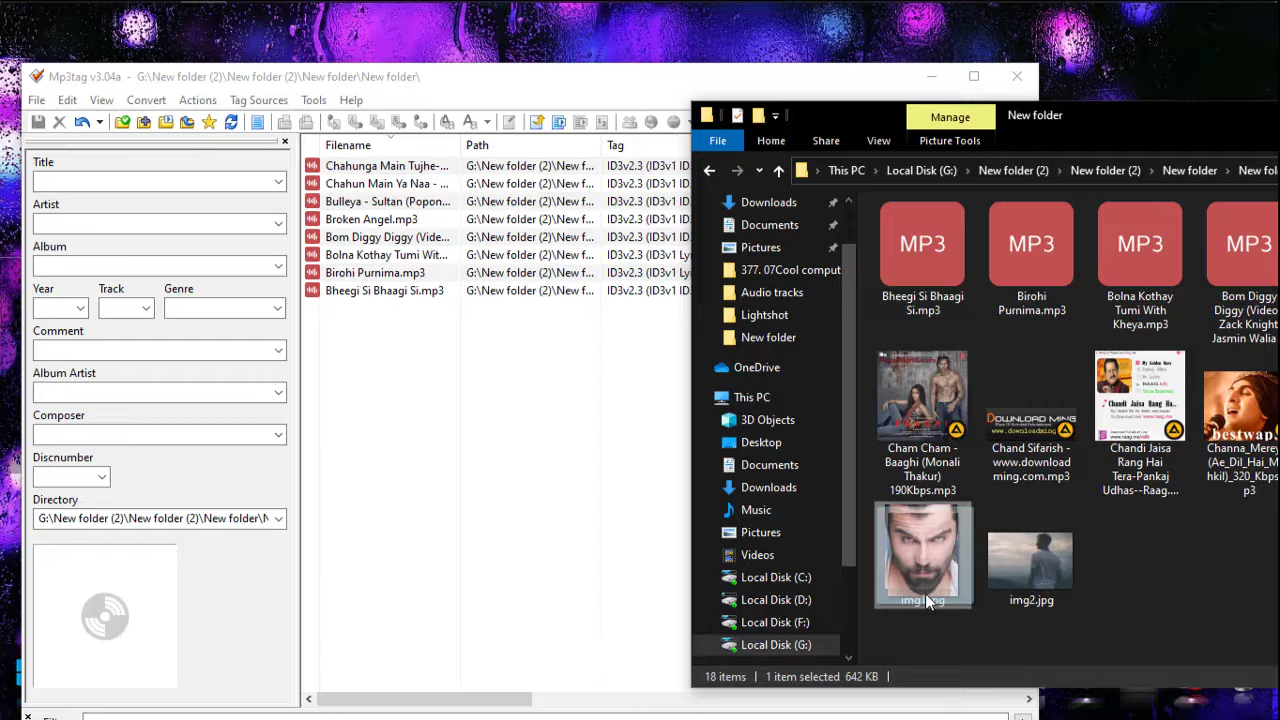 Mp3tag v3.04a - G:\New folder (2)\New folder (2)\New folder\New folder\
File Edit View Convert Actions Tag Sources Tools Help
Title
Artist
Album
Year Track Genre
Comment
Album Artist
Composer
Discnumber
Directory
G:\New folder (2)\New folder (2)\New folder\N
Filename Path Tag
Chahunga Main Tujhe-... G:\New folder (2)\New f... ID3v2.3 (ID3v1 ID
Chahun Main Ya Naa - ... G:\New folder (2)\New f... ID3v2.3 (ID3v1 ID
Bulleya - Sultan (Popon... G:\New folder (2)\New f... ID3v2.3 (ID3v1 ID
Broken Angel.mp3 G:\New folder (2)\New f... ID3v2.3 (ID3v1 ID
Bom Diggy Diggy (Vide... G:\New folder (2)\New f... ID3v2.3 (ID3v1 ID
Bolna Kothay Tumi Wit... G:\New folder (2)\New f... ID3v2.3 (ID3v1 Ly
Birohi Purnima.mp3 G:\New folder (2)\New f... ID3v2.3 (ID3v1 Ly
Bheegi Si Bhaagi Si.mp3 G:\New folder (2)\New f... ID3v2.3 (ID3v1 ID
Manage New folder
File Home Share View Picture Tools
This PC Local Disk (G:) New folder (2) New folder (2) New folder New fol
Downloads
Documents
Pictures
377. 07Cool comput
Audio tracks
Lightshot
New folder
OneDrive
This PC
3D Objects
Desktop
Documents
Downloads
Music
Pictures
Videos
Local Disk (C:)
Local Disk (D:)
Local Disk (F:)
Local Disk (G:)
MP3 MP3 MP3 MP3
Bheegi Si Bhaagi Si.mp3
Birohi Purnima.mp3
Bolna Kothay Tumi With Kheya.mp3
Bom Diggy Diggy (Video Zack Knight Jasmin Walia
DOWNLOAD MING
www.downloadming.com
Chandi Jaisa Rang Ha..
bestwap.
Cham Cham - Baaghi (Monali Thakur) 190Kbps.mp3
Chand Sifarish - www.download ming.com.mp3
Chandi Jaisa Rang Hai Tera-Pankaj Udhas--Raag....
Channa_Merey (Ae_Dil_Hai_M hkil)_320_Kbps p3
img2.jpg
18 items 1 item selected 642 KB